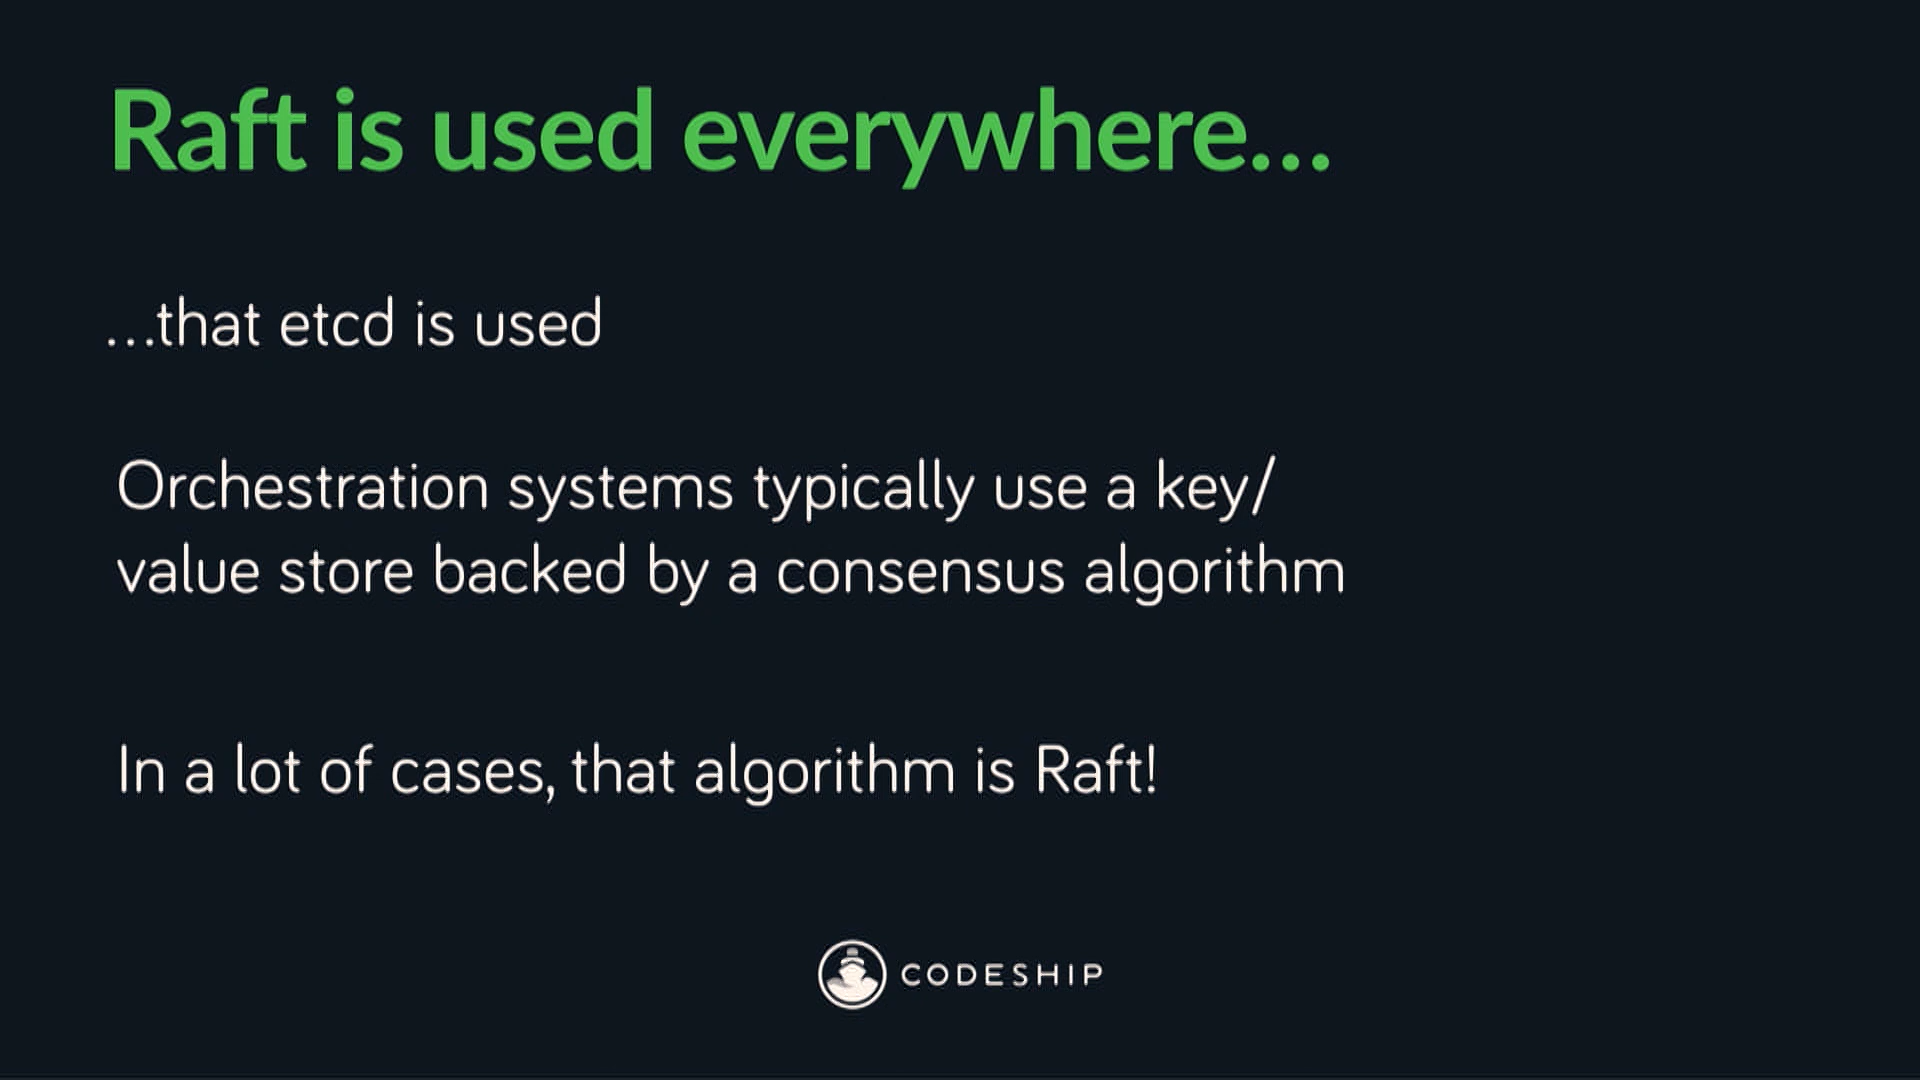 Raft is used everywhere...
...that etcd is used
Orchestration systems typically use a key/
value store backed by a consensus algorithm
In a lot of cases, that algorithm is Raft!
CODESHIP